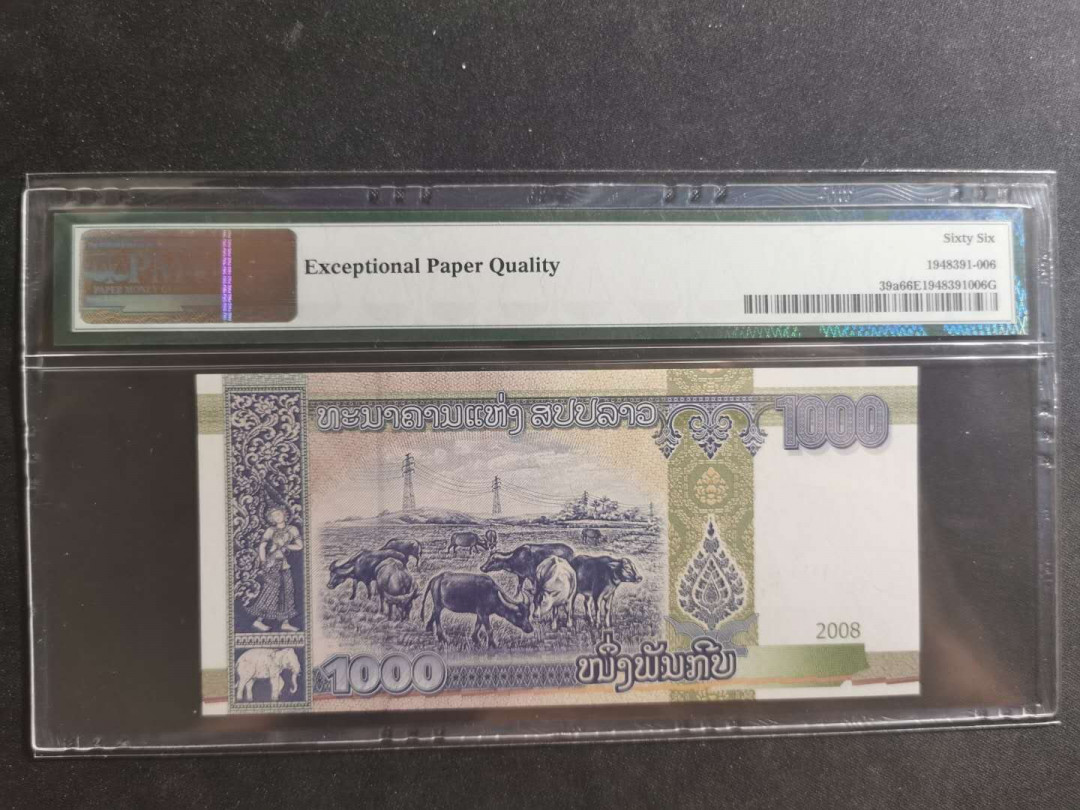 Sixty Six
Exceptional Paper Quality
1948391-006
39a66E1948391006G
ທະນາຄານແຫ່ງ ສປປລາວ
1000
2008
1000
ໜຶ່ງພັນກີບ